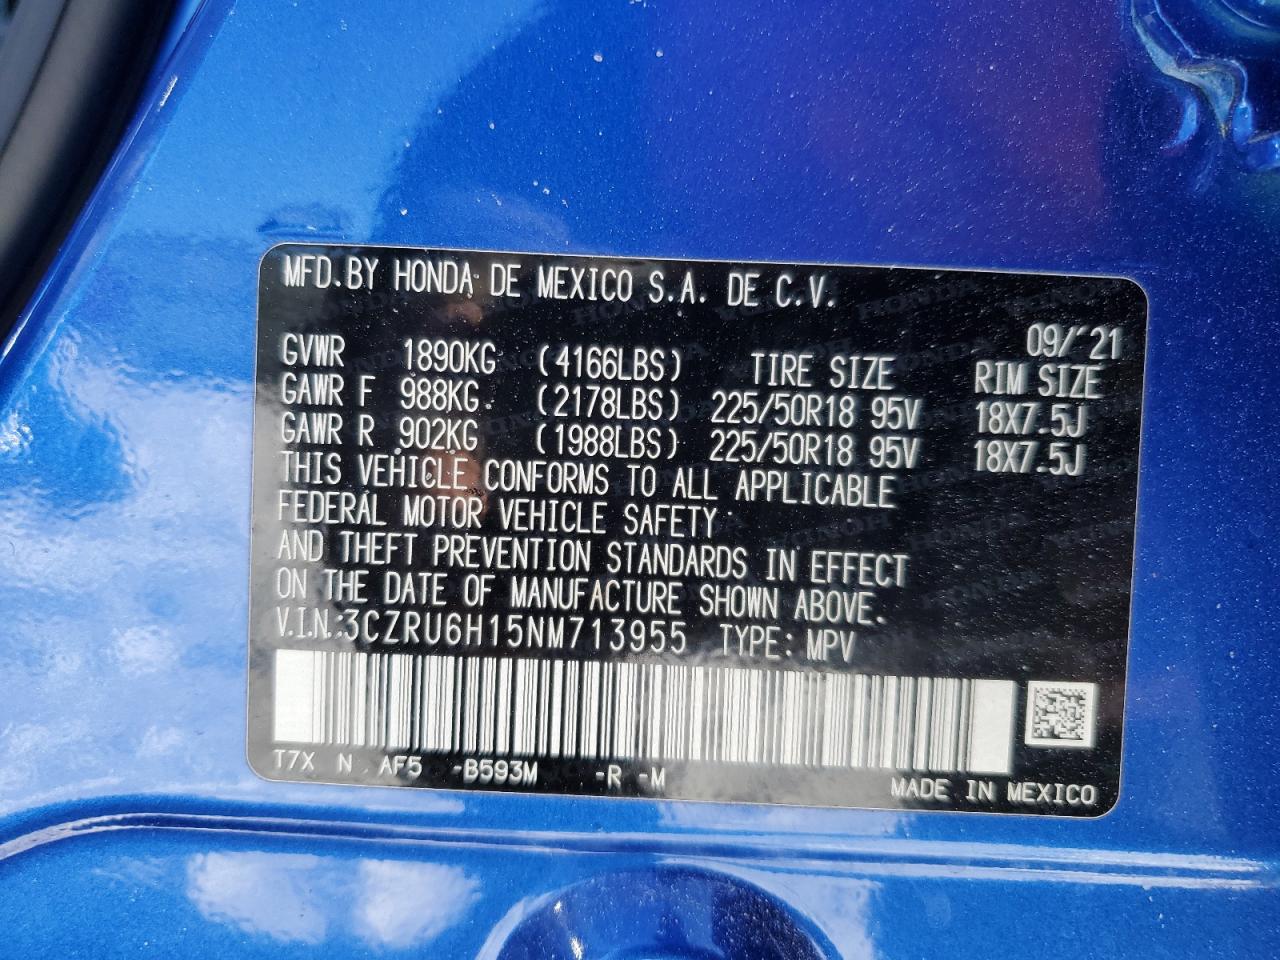 MFD. BY HONDA DE MEXICO S.A. DE C.V.
09/'21
GVWR 1890KG (4166LBS) TIRE SIZE RIM SIZE
GAWR F 988KG (2178LBS) 225/50R18 95V 18X7.5J
GAWR R 902KG (1988LBS) 225/50R18 95V 18X7.5J
THIS VEHICLE CONFORMS TO ALL APPLICABLE
FEDERAL MOTOR VEHICLE SAFETY
AND THEFT PREVENTION STANDARDS IN EFFECT
ON THE DATE OF MANUFACTURE SHOWN ABOVE.
V.I.N.:3CZRU6H15NM713955 TYPE: MPV
T7X N AF5 -B593M -R -M
MADE IN MEXICO